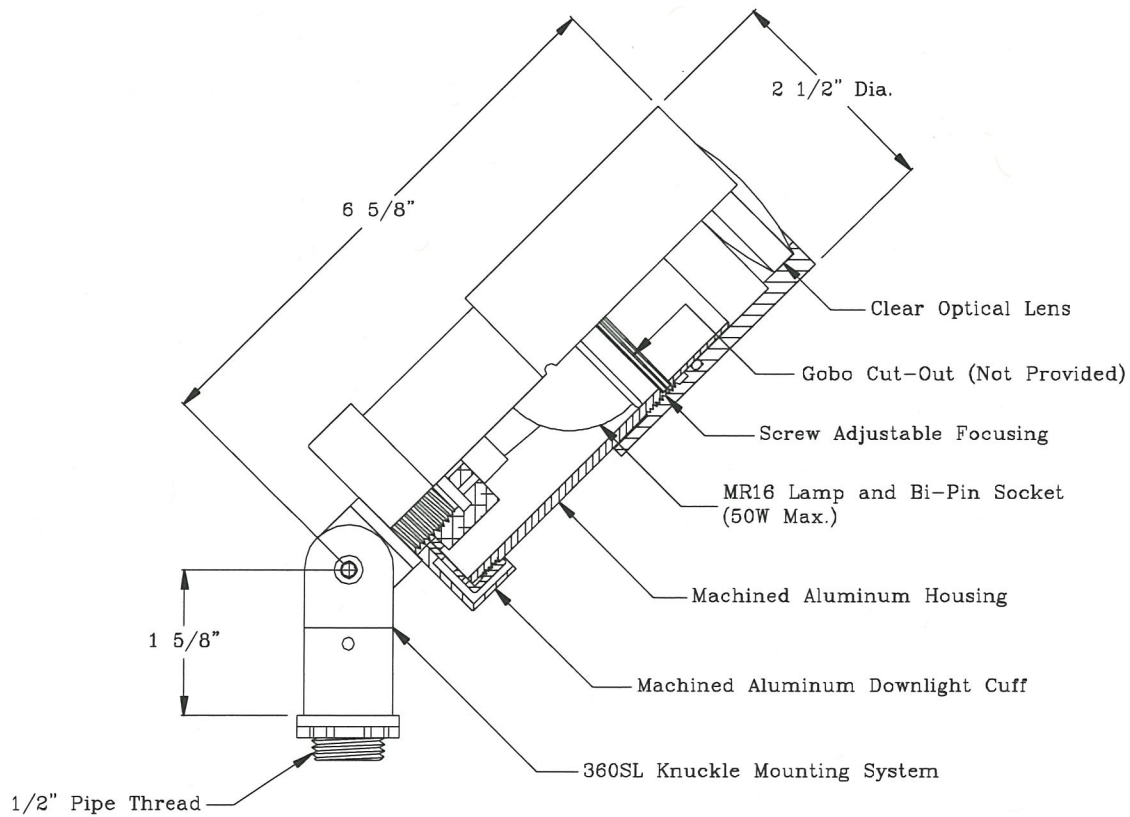 2 1/2" Dia.
6 5/8"
Clear Optical Lens
Gobo Cut-Out (Not Provided)
Screw Adjustable Focusing
MR16 Lamp and Bi-Pin Socket
(50W Max.)
Machined Aluminum Housing
1 5/8"
Machined Aluminum Downlight Cuff
360SL Knuckle Mounting System
1/2" Pipe Thread